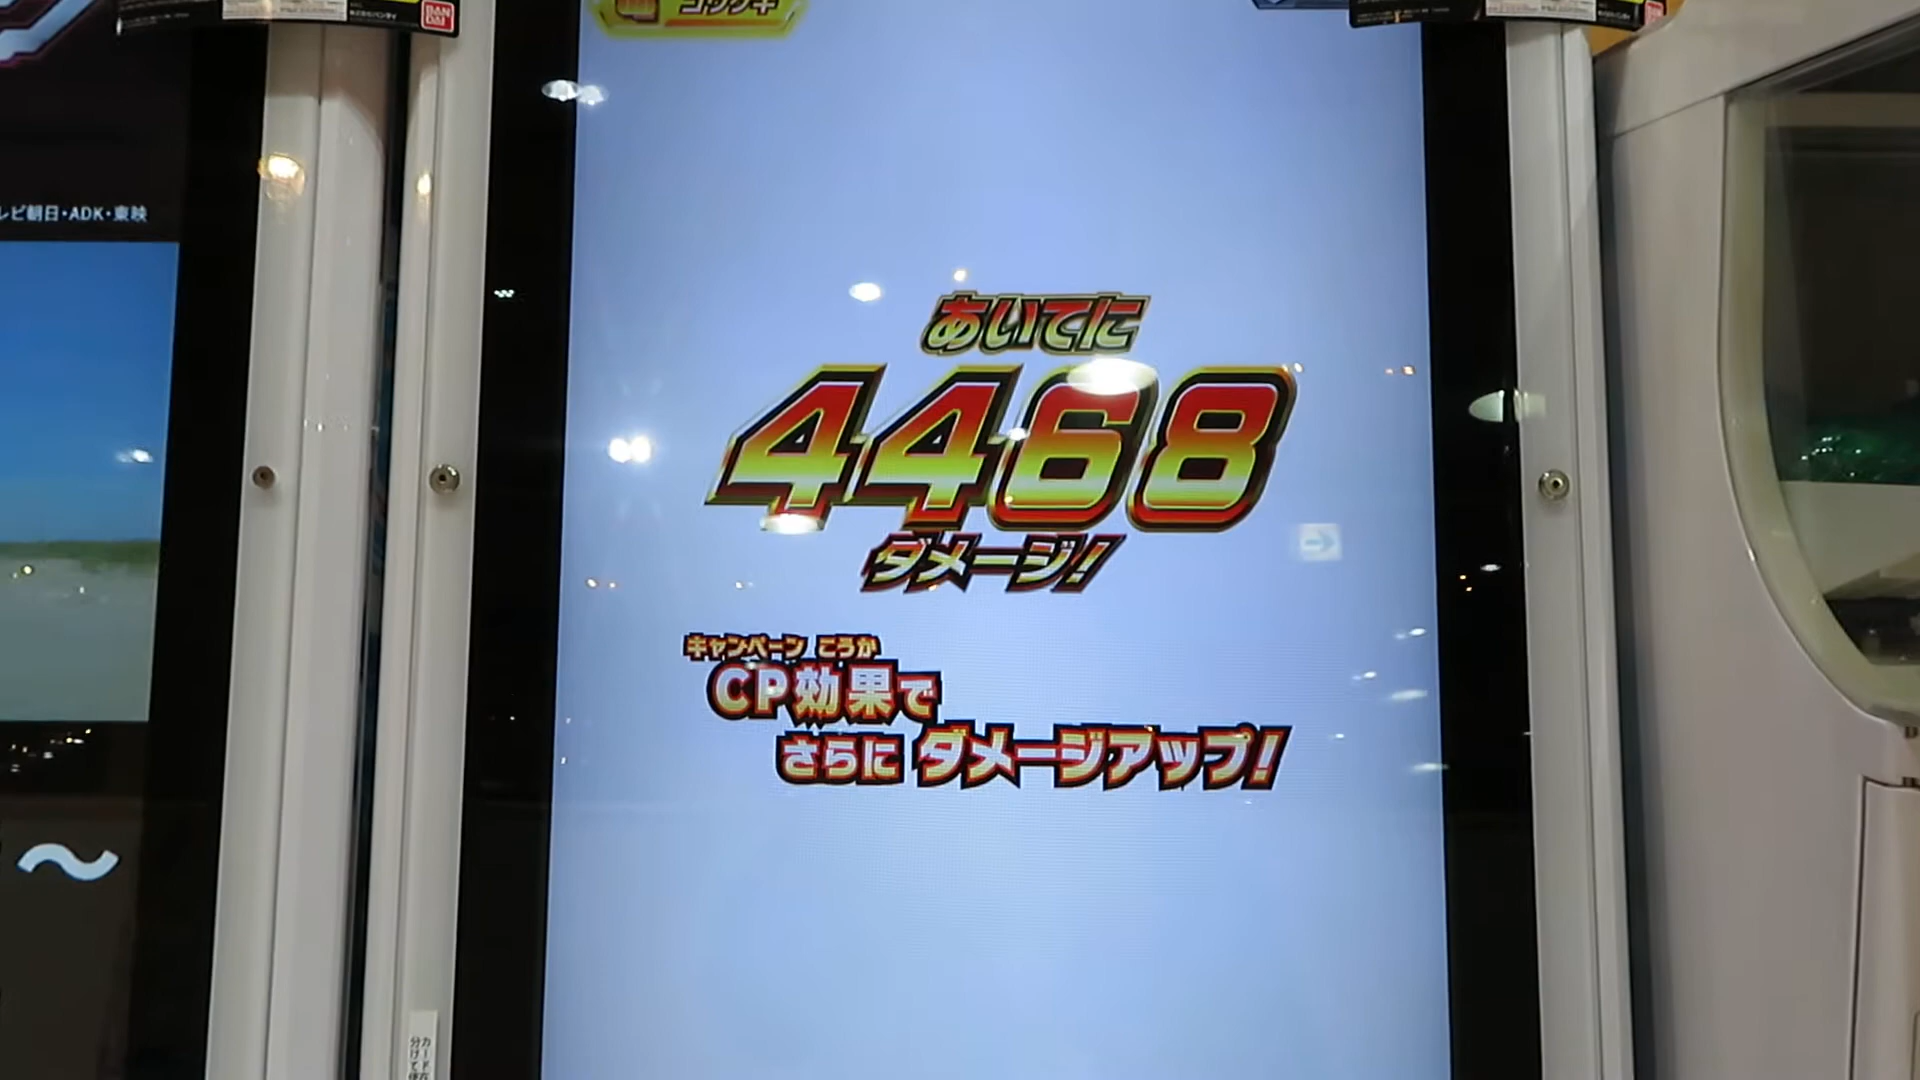 BAN
DAI
レビ朝日・ADK・東映
あいてに
4468
ダメージ!
キャンペーン こうか
CP効果で
さらに ダメージアップ!
〜